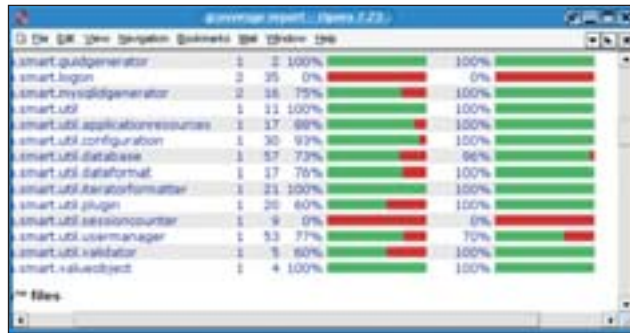 gcoverage report - Opera 7.23
File Edit View Navigation Bookmarks Mail Window Help
.smart.guidgenerator 1 2 100% 100%
.smart.logon 2 35 0% 0%
.smart.mysqlidgenerator 2 16 75% 100%
.smart.util 1 11 100% 100%
.smart.util.applicationresources 1 17 88% 100%
.smart.util.configuration 1 30 93% 100%
.smart.util.database 1 57 73% 96%
.smart.util.dataformat 1 17 76% 100%
.smart.util.iteratorformatter 1 21 100% 100%
.smart.util.plugin 1 20 60% 100%
.smart.util.sessioncounter 1 9 0% 0%
.smart.util.usermanager 1 53 77% 70%
.smart.util.validator 1 5 60% 100%
.smart.valueobject 1 4 100% 100%
files